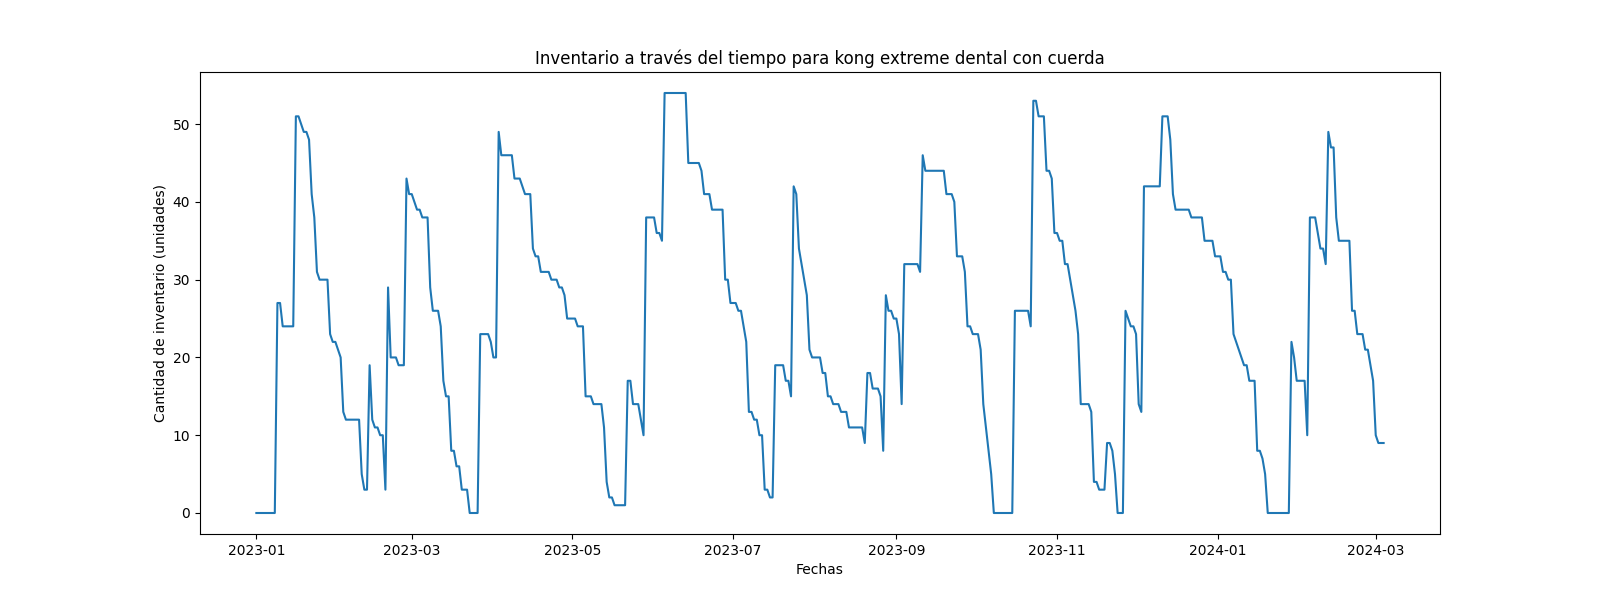 Inventario a través del tiempo para kong extreme dental con cuerda
Cantidad de inventario (unidades)
50
40
30
20
10
0
2023-01 2023-03 2023-05 2023-07 2023-09 2023-11 2024-01 2024-03
Fechas